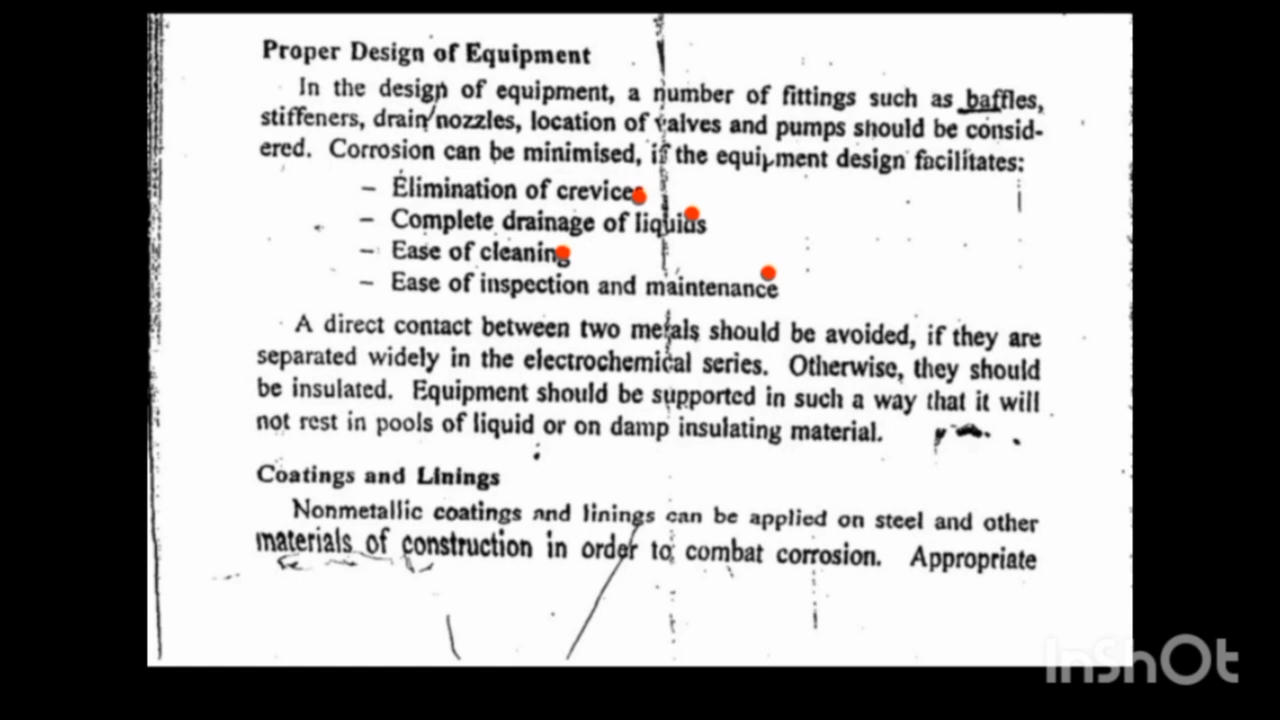 Proper Design of Equipment
In the design of equipment, a number of fittings such as baffles,
stiffeners, drain nozzles, location of valves and pumps should be consid-
ered. Corrosion can be minimised, if the equipment design facilitates:
– Elimination of crevices
– Complete drainage of liquids
– Ease of cleaning
– Ease of inspection and maintenance
A direct contact between two metals should be avoided, if they are
separated widely in the electrochemical series. Otherwise, they should
be insulated. Equipment should be supported in such a way that it will
not rest in pools of liquid or on damp insulating material.
Coatings and Linings
Nonmetallic coatings and linings can be applied on steel and other
materials of construction in order to combat corrosion. Appropriate
InShOt